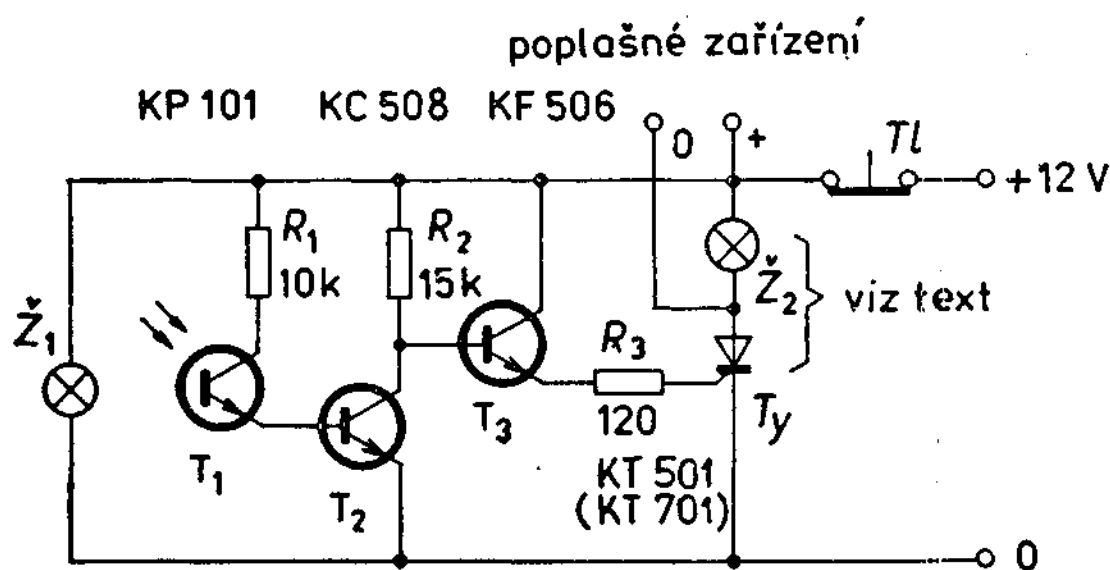 poplašné zařízení
KP 101 KC 508 KF 506
0 +
Tl
+12 V
R1
10k
R2
15k
Ž1
Ž2
viz text
R3
120
T1
T2
T3
Ty
KT 501
(KT 701)
0